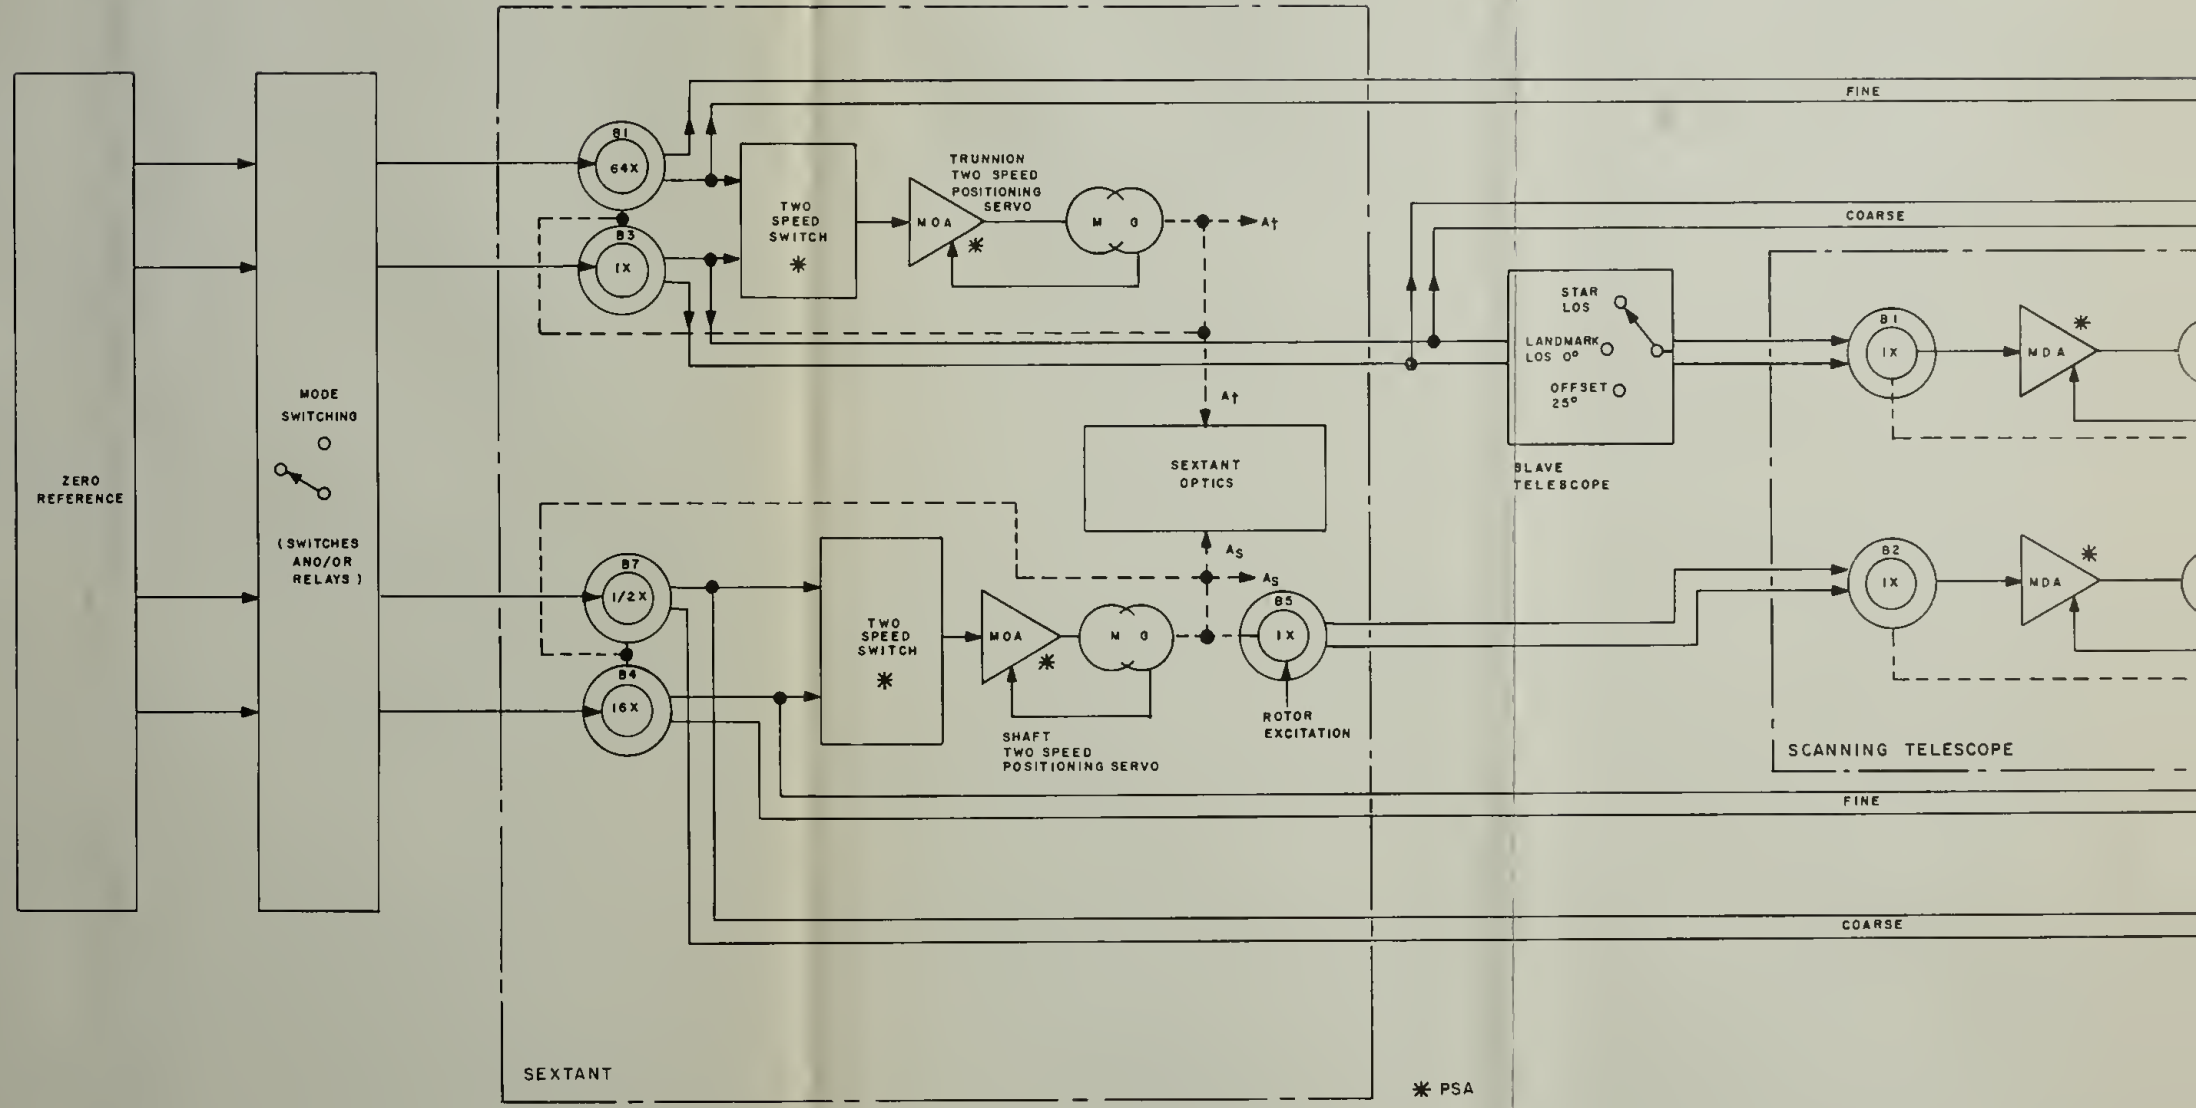 ZERO
REFERENCE
MODE
SWITCHING
(SWITCHES
AND/OR
RELAYS)
B1
64X
B3
1X
TWO
SPEED
SWITCH
*
TRUNNION
TWO SPEED
POSITIONING
SERVO
MDA
*
M G
At
At
FINE
COARSE
STAR
LOS
LANDMARK
LOS 0°
OFFSET
25°
SLAVE
TELESCOPE
B1
1X
MDA
*
SEXTANT
OPTICS
As
As
B7
1/2X
B4
16X
TWO
SPEED
SWITCH
*
MDA
*
M G
SHAFT
TWO SPEED
POSITIONING SERVO
B5
1X
ROTOR
EXCITATION
B2
1X
MDA
*
SCANNING TELESCOPE
FINE
COARSE
SEXTANT
* PSA